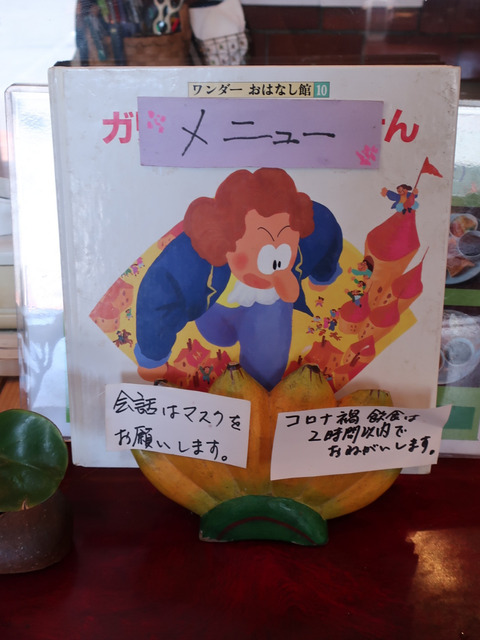 ワンダー おはなし館 10
ガ
ん
メニュー
会話はマスクを
お願いします。
コロナ禍 飲食は
2時間以内で
おねがいします。